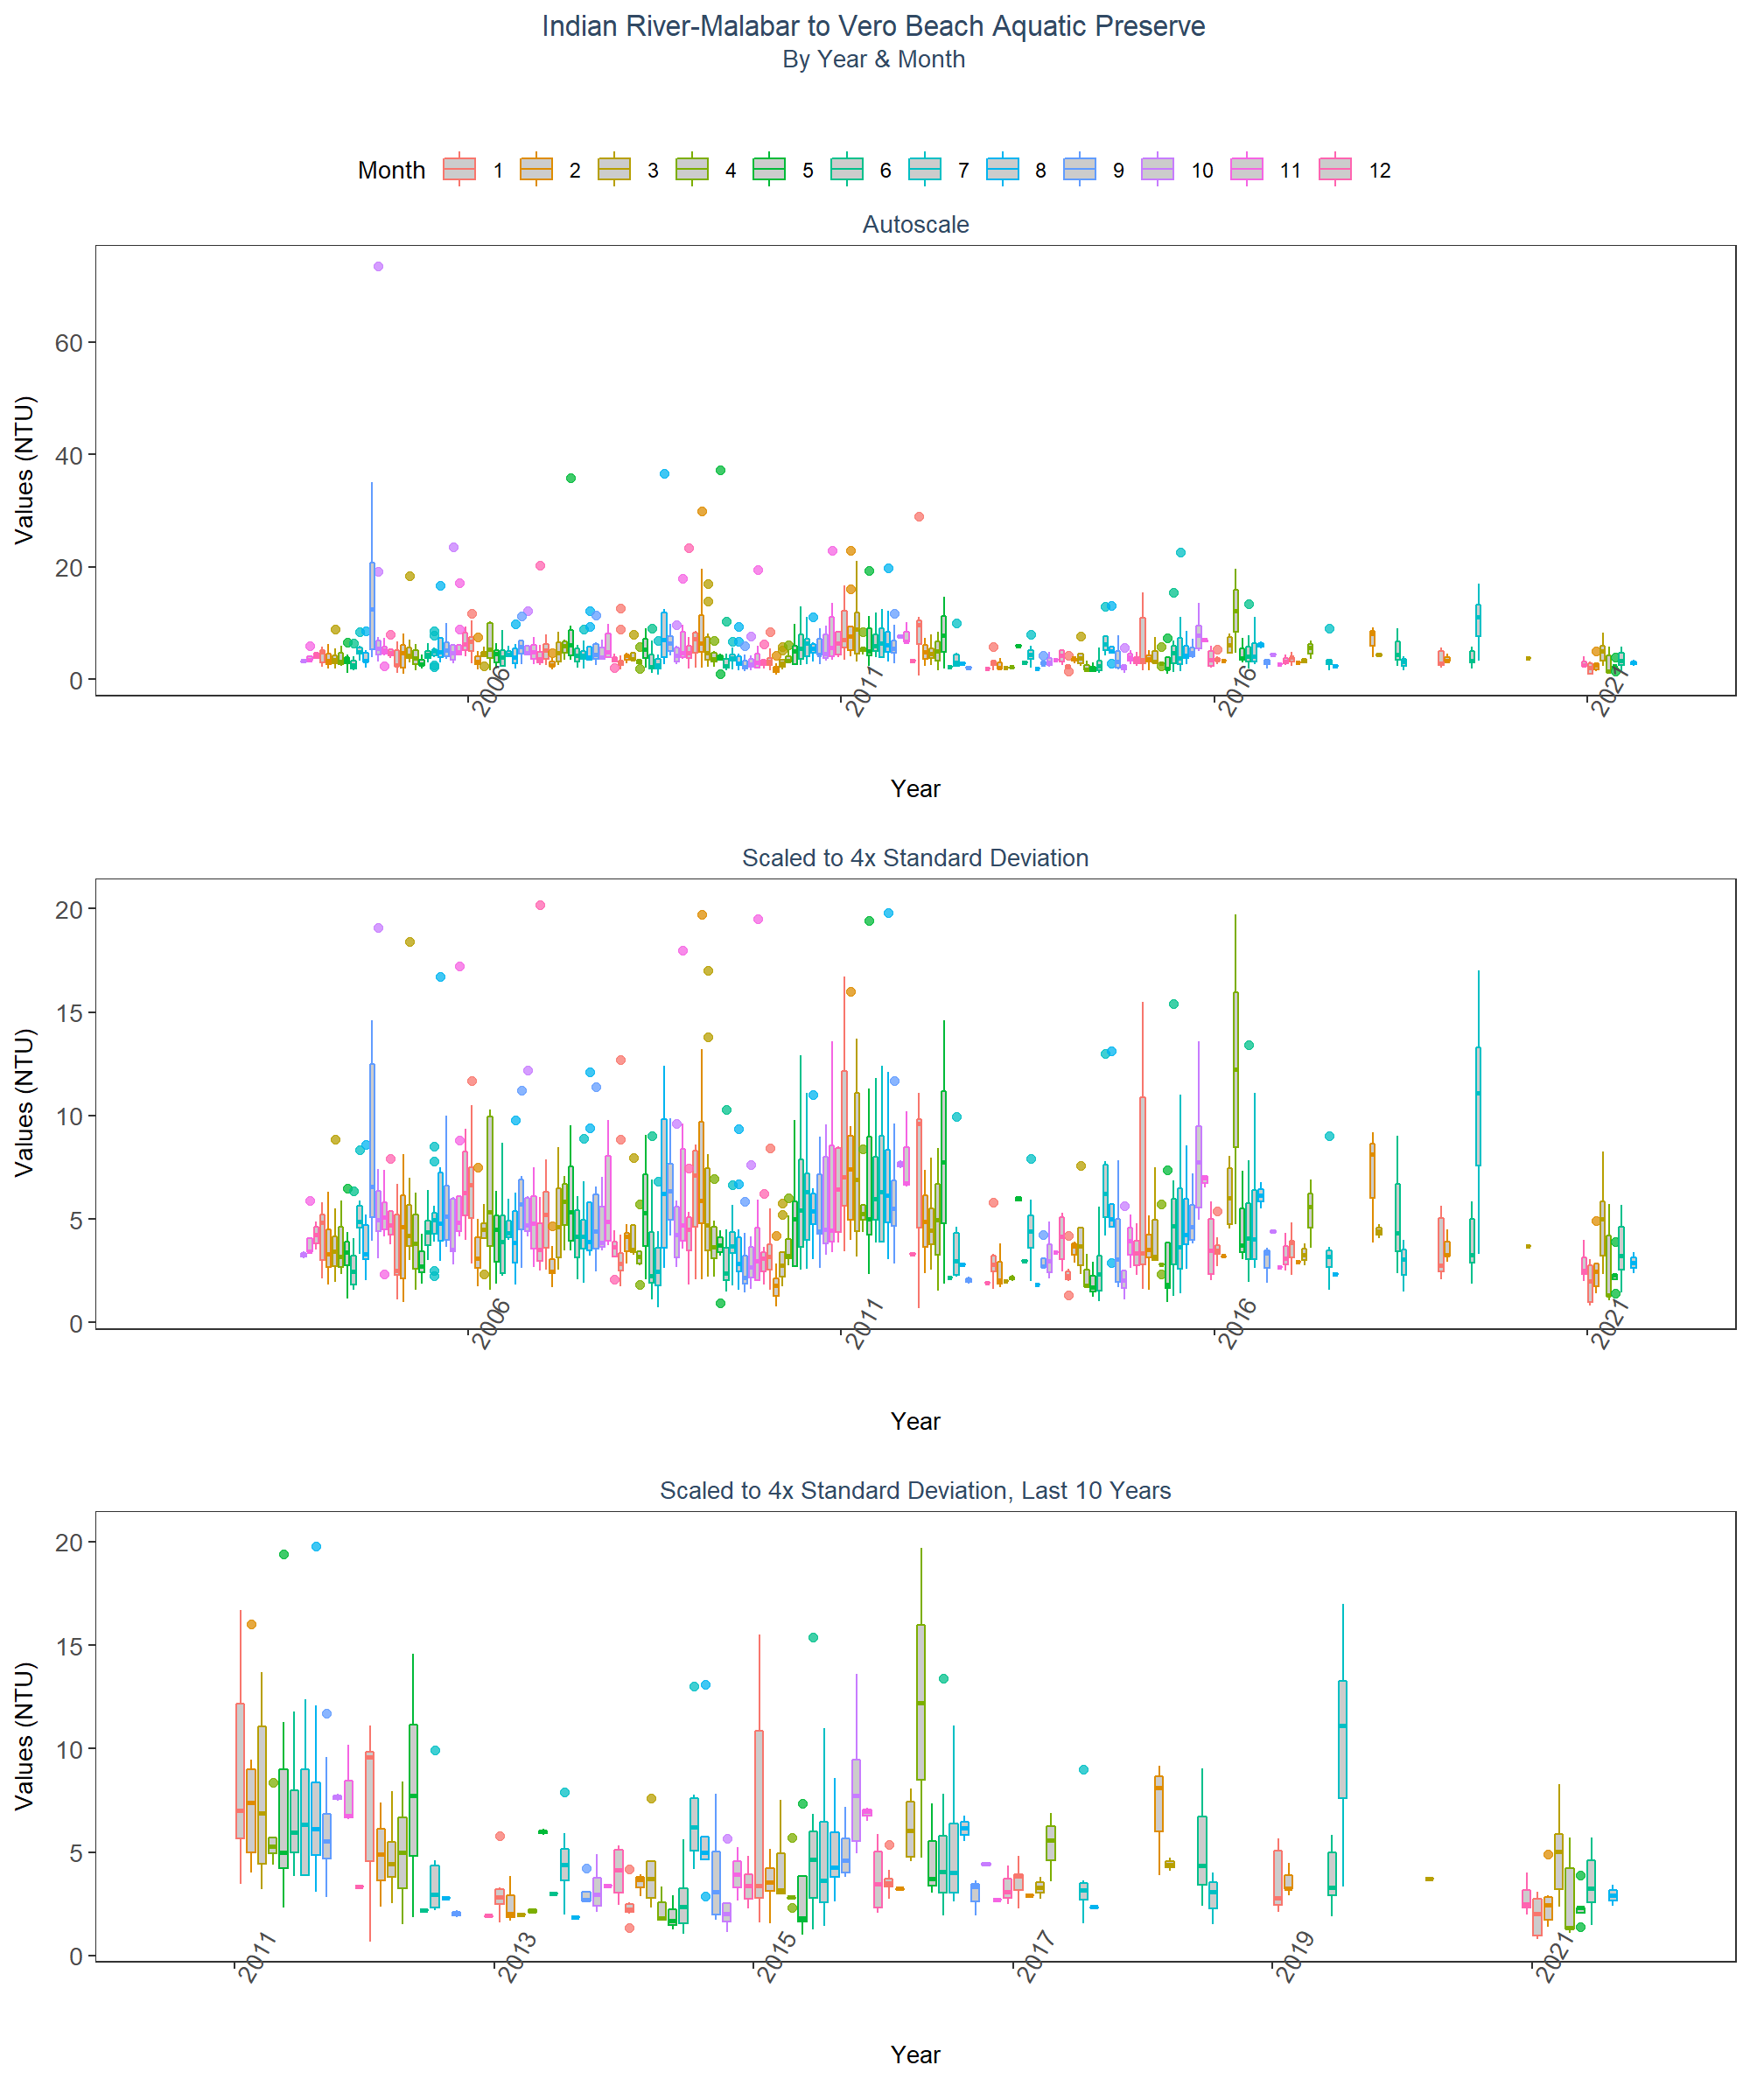 Indian River-Malabar to Vero Beach Aquatic Preserve
By Year & Month
Month 1 2 3 4 5 6 7 8 9 10 11 12
Autoscale
Values (NTU)
60
40
20
0
2006 2011 2016 2021
Year
Scaled to 4x Standard Deviation
Values (NTU)
20
15
10
5
0
2006 2011 2016 2021
Year
Scaled to 4x Standard Deviation, Last 10 Years
Values (NTU)
20
15
10
5
0
2011 2013 2015 2017 2019 2021
Year